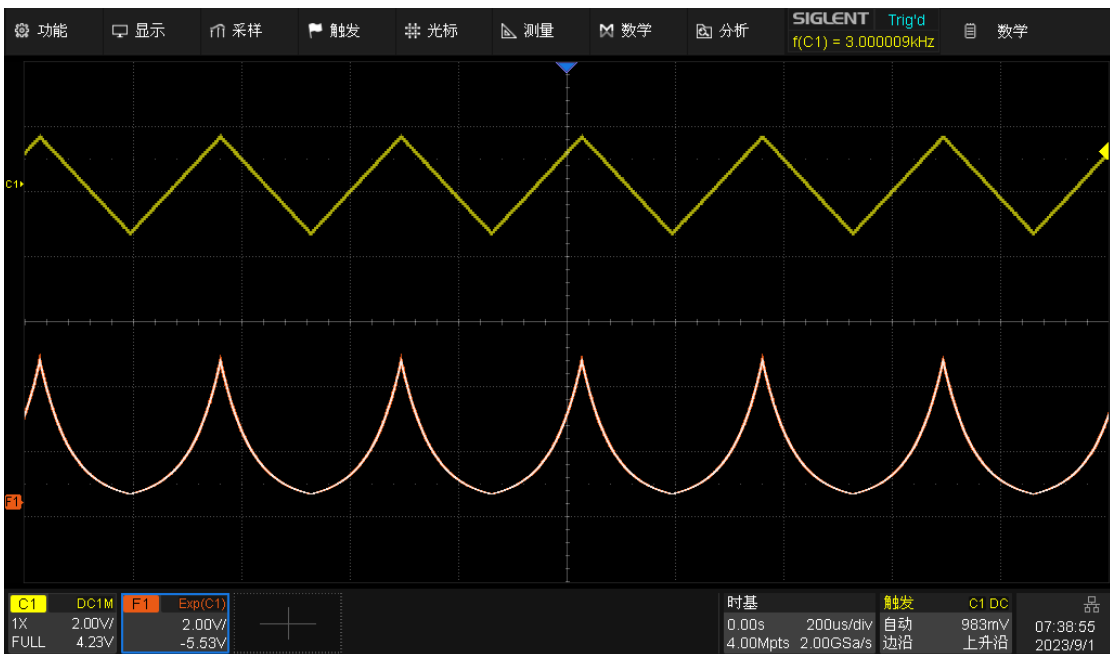 功能 显示 采样 触发 光标 测量 数学 分析 SIGLENT Trig'd 数学
f(C1) = 3.000009kHz
C1
F1
C1 DC1M F1 Exp(C1) 时基 触发 C1 DC
1X 2.00V/ 2.00V/ 0.00s 200us/div 自动 983mV 07:38:55
FULL 4.23V -5.53V 4.00Mpts 2.00GSa/s 边沿 上升沿 2023/9/1